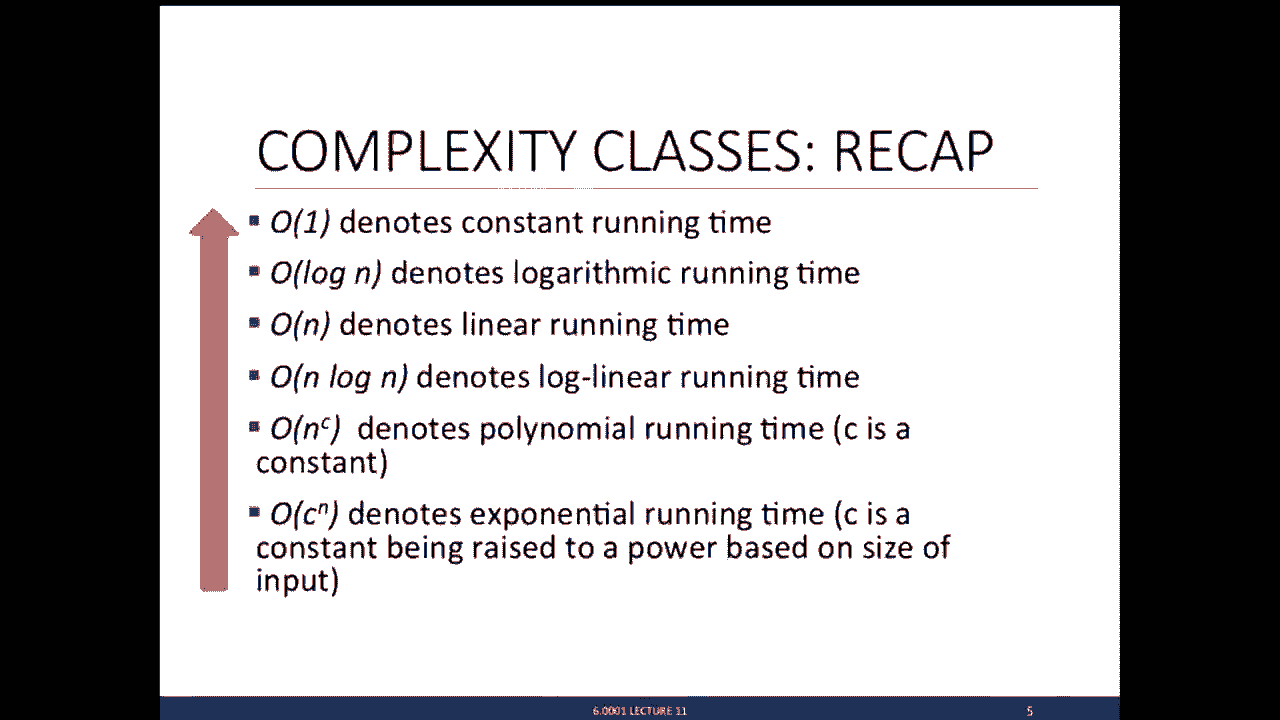 COMPLEXITY CLASSES: RECAP
▪ O(1) denotes constant running time
▪ O(log n) denotes logarithmic running time
▪ O(n) denotes linear running time
▪ O(n log n) denotes log-linear running time
▪ O(nᶜ) denotes polynomial running time (c is a
constant)
▪ O(cⁿ) denotes exponential running time (c is a
constant being raised to a power based on size of
input)
6.0001 LECTURE 11
5